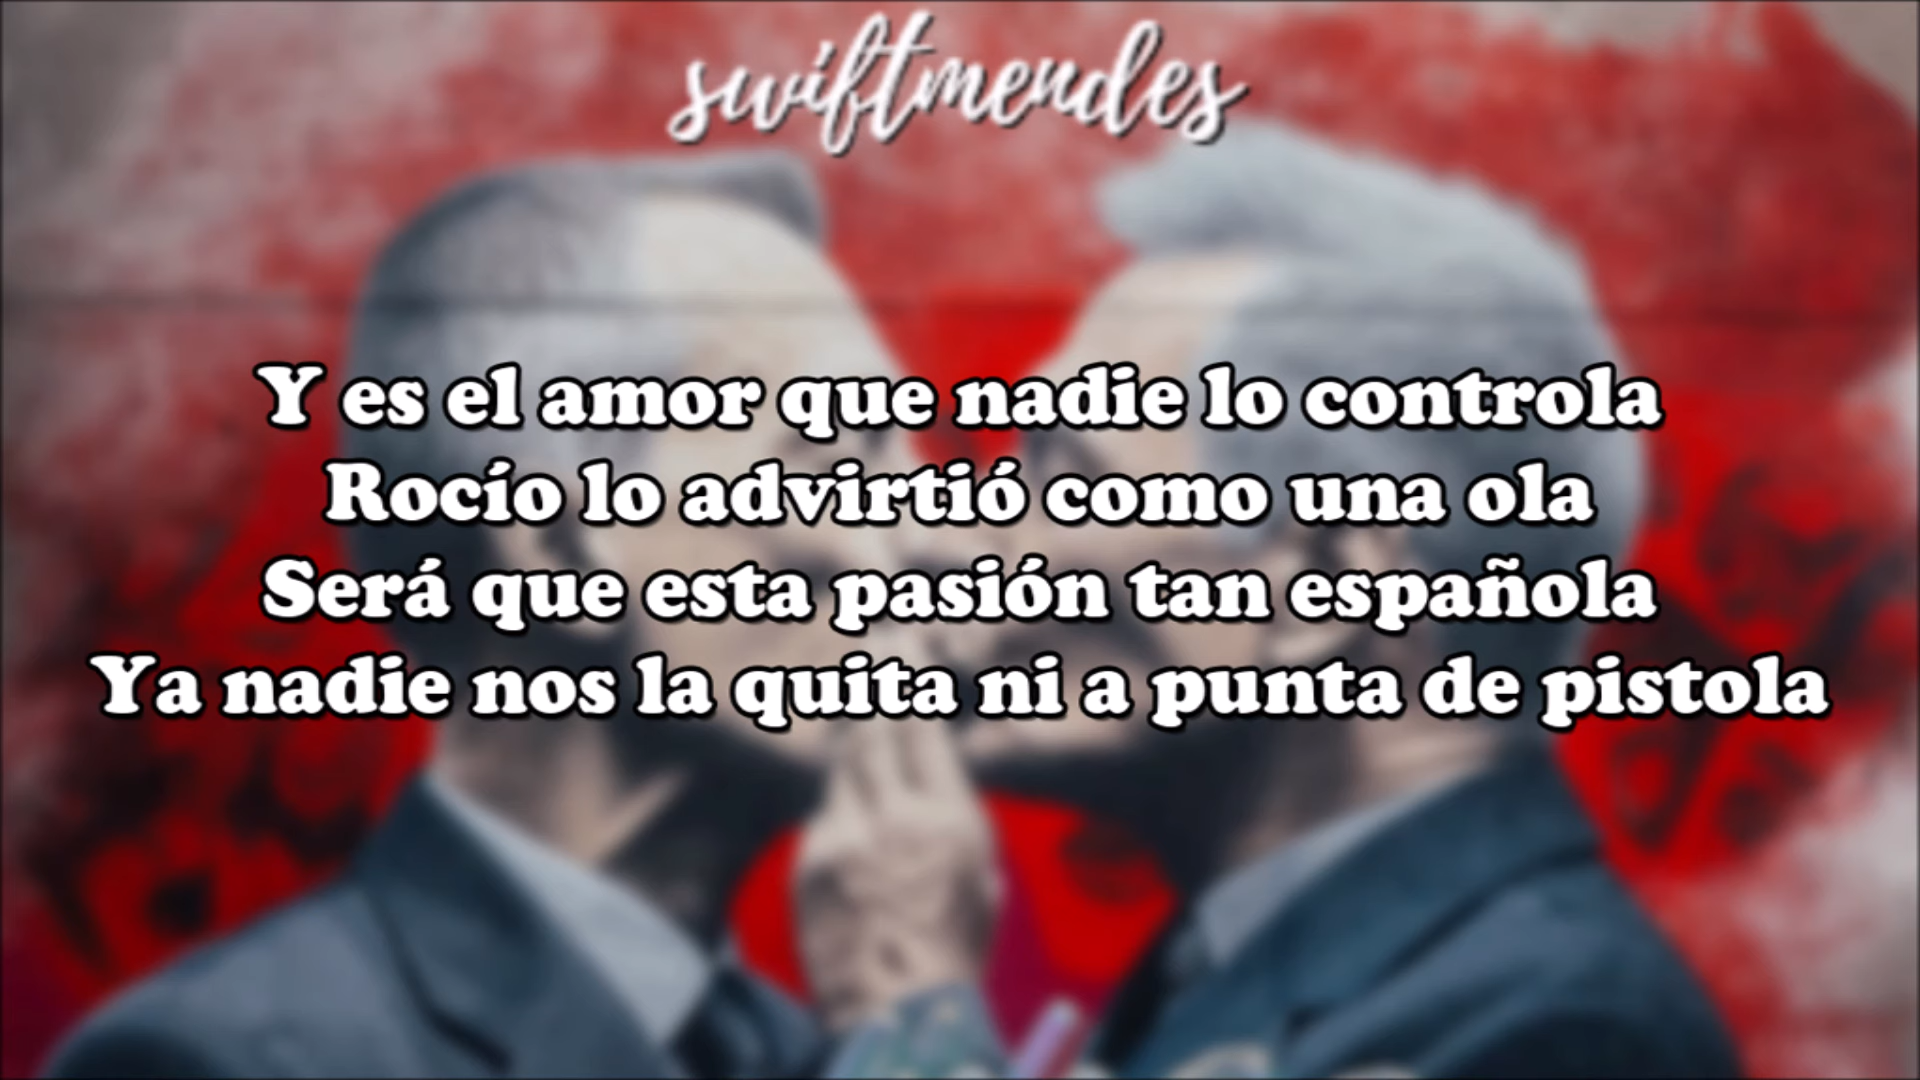 swiftmendes
Y es el amor que nadie lo controla
Rocío lo advirtió como una ola
Será que esta pasión tan española
Ya nadie nos la quita ni a punta de pistola